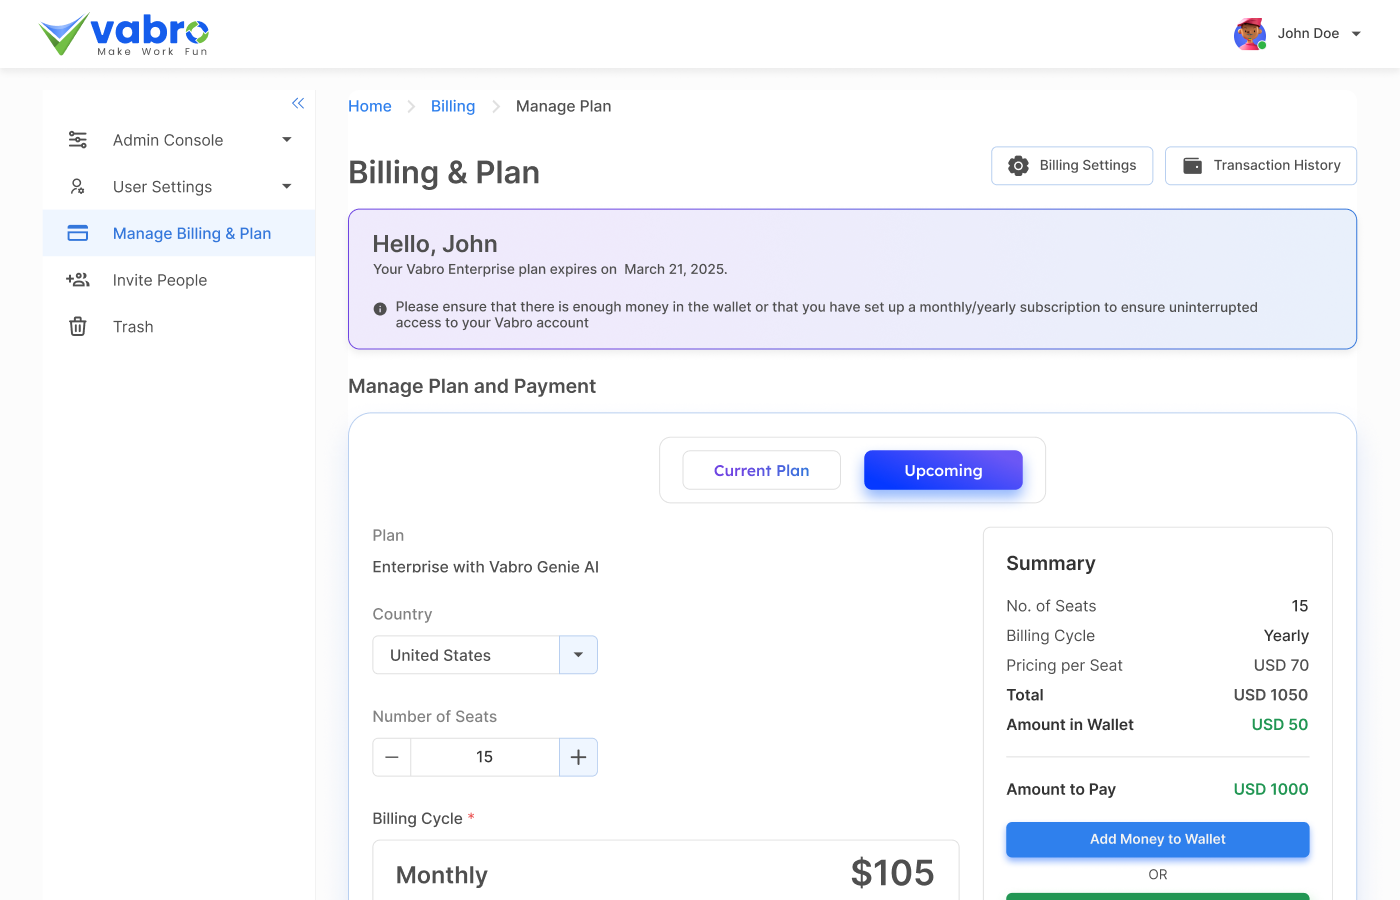 vabro
Make Work Fun
John Doe
Admin Console
User Settings
Manage Billing & Plan
Invite People
Trash
Home
Billing
Manage Plan
Billing & Plan
Billing Settings
Transaction History
Hello, John
Your Vabro Enterprise plan expires on March 21, 2025.
Please ensure that there is enough money in the wallet or that you have set up a monthly/yearly subscription to ensure uninterrupted
access to your Vabro account
Manage Plan and Payment
Current Plan
Upcoming
Plan
Enterprise with Vabro Genie AI
Country
United States
Number of Seats
15
Billing Cycle *
Monthly
$105
Summary
No. of Seats 15
Billing Cycle Yearly
Pricing per Seat USD 70
Total USD 1050
Amount in Wallet USD 50
Amount to Pay USD 1000
Add Money to Wallet
OR